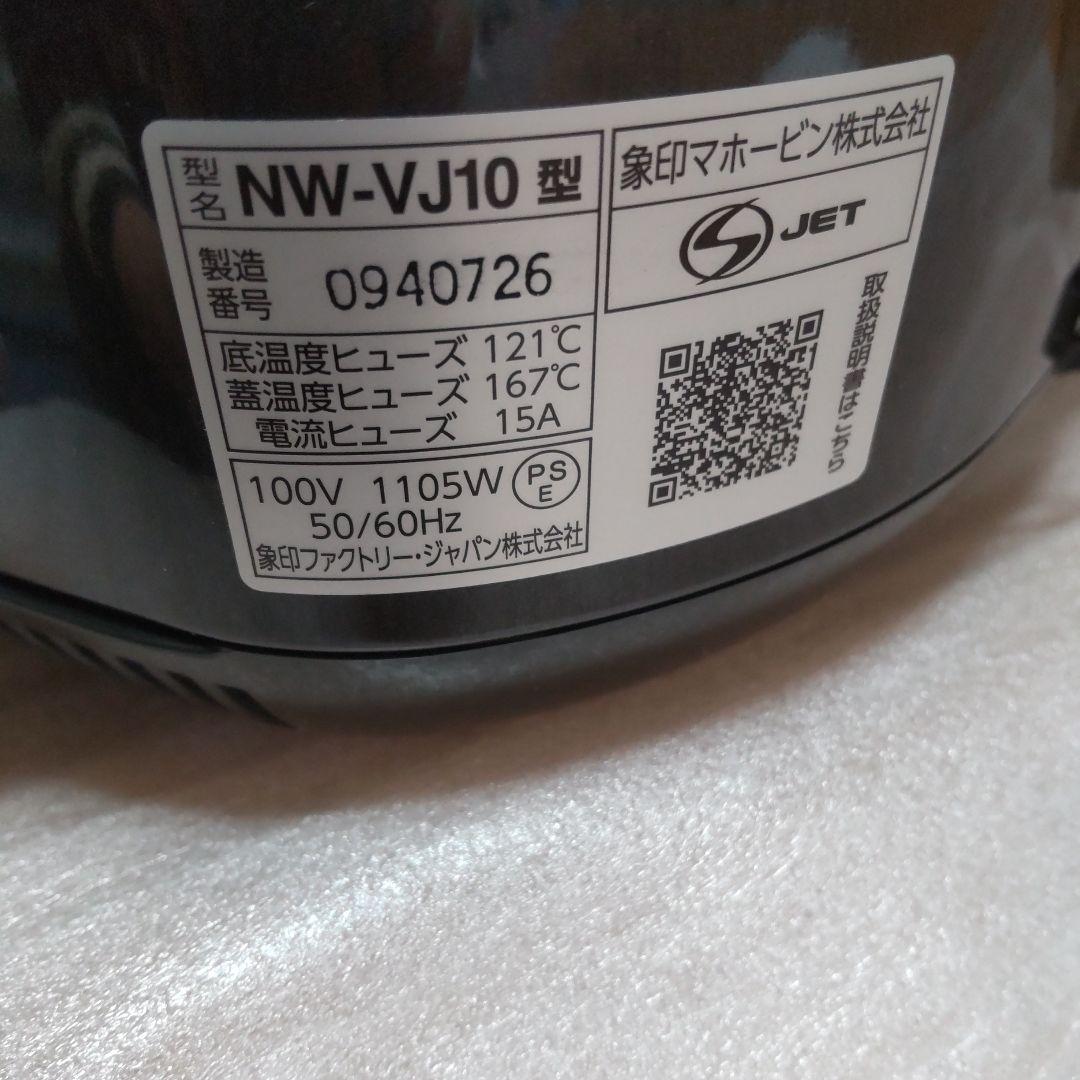 型名 NW-VJ10 型
製造番号 0940726
底温度ヒューズ 121℃
蓋温度ヒューズ 167℃
電流ヒューズ 15A
100V 1105W PSE
50/60Hz
象印ファクトリー・ジャパン株式会社
象印マホービン株式会社
S JET
取扱説明書はこちら